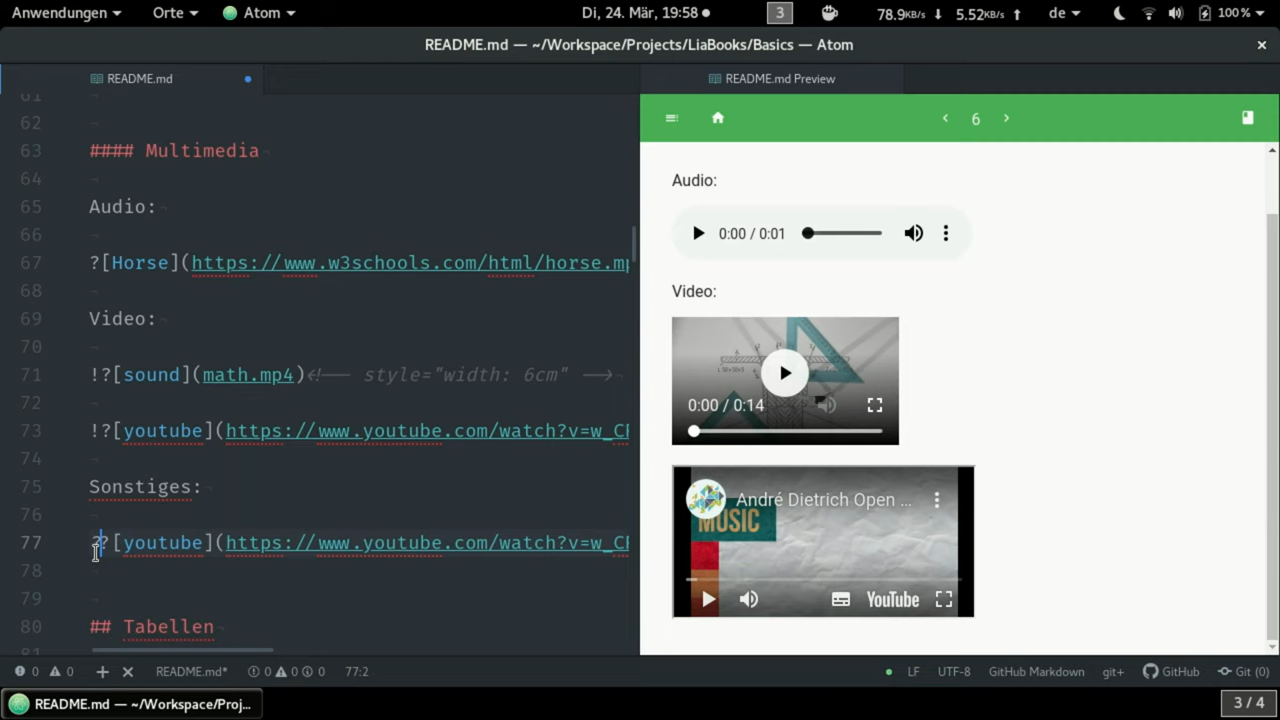 Anwendungen Orte Atom Di, 24. Mär, 19:58 3 78.9KB/s 5.52KB/s de 100%
README.md — ~/Workspace/Projects/LiaBooks/Basics — Atom
README.md
README.md Preview
61
62
63 #### Multimedia
64
65 Audio:
66
67 ?[Horse](https://www.w3schools.com/html/horse.mp
68
69 Video:
70
71 !?[sound](math.mp4)<!-- style="width: 6cm" -->
72
73 !?[youtube](https://www.youtube.com/watch?v=w_CF
74
75 Sonstiges:
76
77 ??[youtube](https://www.youtube.com/watch?v=w_CF
78
79
80 ## Tabellen
81
6
Audio:
0:00 / 0:01
Video:
0:00 / 0:14
André Dietrich Open ...
MUSIC
YouTube
0 0 README.md* 0 0 0 77:2 LF UTF-8 GitHub Markdown git+ GitHub Git (0)
README.md — ~/Workspace/Proj... 3 / 4